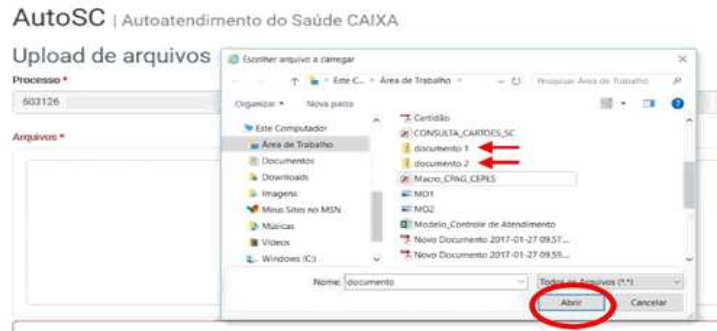 AutoSC | Autoatendimento do Saúde CAIXA
Upload de arquivos
Processo *
603126
Arquivos *
Escolher arquivo a carregar
Este C... > Área de Trabalho
Pesquisar Área de Trabalho
Organizar
Nova pasta
Este Computador
Área de Trabalho
Documentos
Downloads
Imagens
Meus Sites no MSN
Músicas
Vídeos
Windows (C:)
Certidão
CONSULTA_CARTOES_SC
documento 1
documento 2
Macro_CPAG_CEPES
MO1
MO2
Modelo_Controle de Atendimento
Novo Documento 2017-01-27 09.57...
Novo Documento 2017-01-27 09.59...
Nome: documento
Todos os Arquivos (*.*)
Abrir
Cancelar